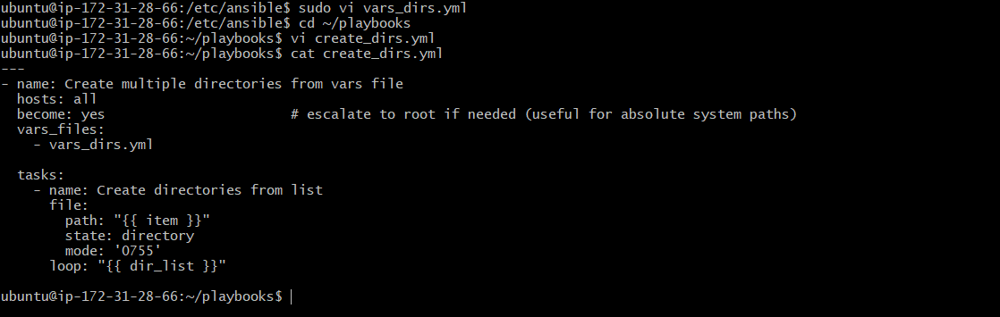 ubuntu@ip-172-31-28-66:/etc/ansible$ sudo vi vars_dirs.yml
ubuntu@ip-172-31-28-66:/etc/ansible$ cd ~/playbooks
ubuntu@ip-172-31-28-66:~/playbooks$ vi create_dirs.yml
ubuntu@ip-172-31-28-66:~/playbooks$ cat create_dirs.yml
---
- name: Create multiple directories from vars file
  hosts: all
  become: yes                       # escalate to root if needed (useful for absolute system paths)
  vars_files:
    - vars_dirs.yml

  tasks:
    - name: Create directories from list
      file:
        path: "{{ item }}"
        state: directory
        mode: '0755'
      loop: "{{ dir_list }}"

ubuntu@ip-172-31-28-66:~/playbooks$